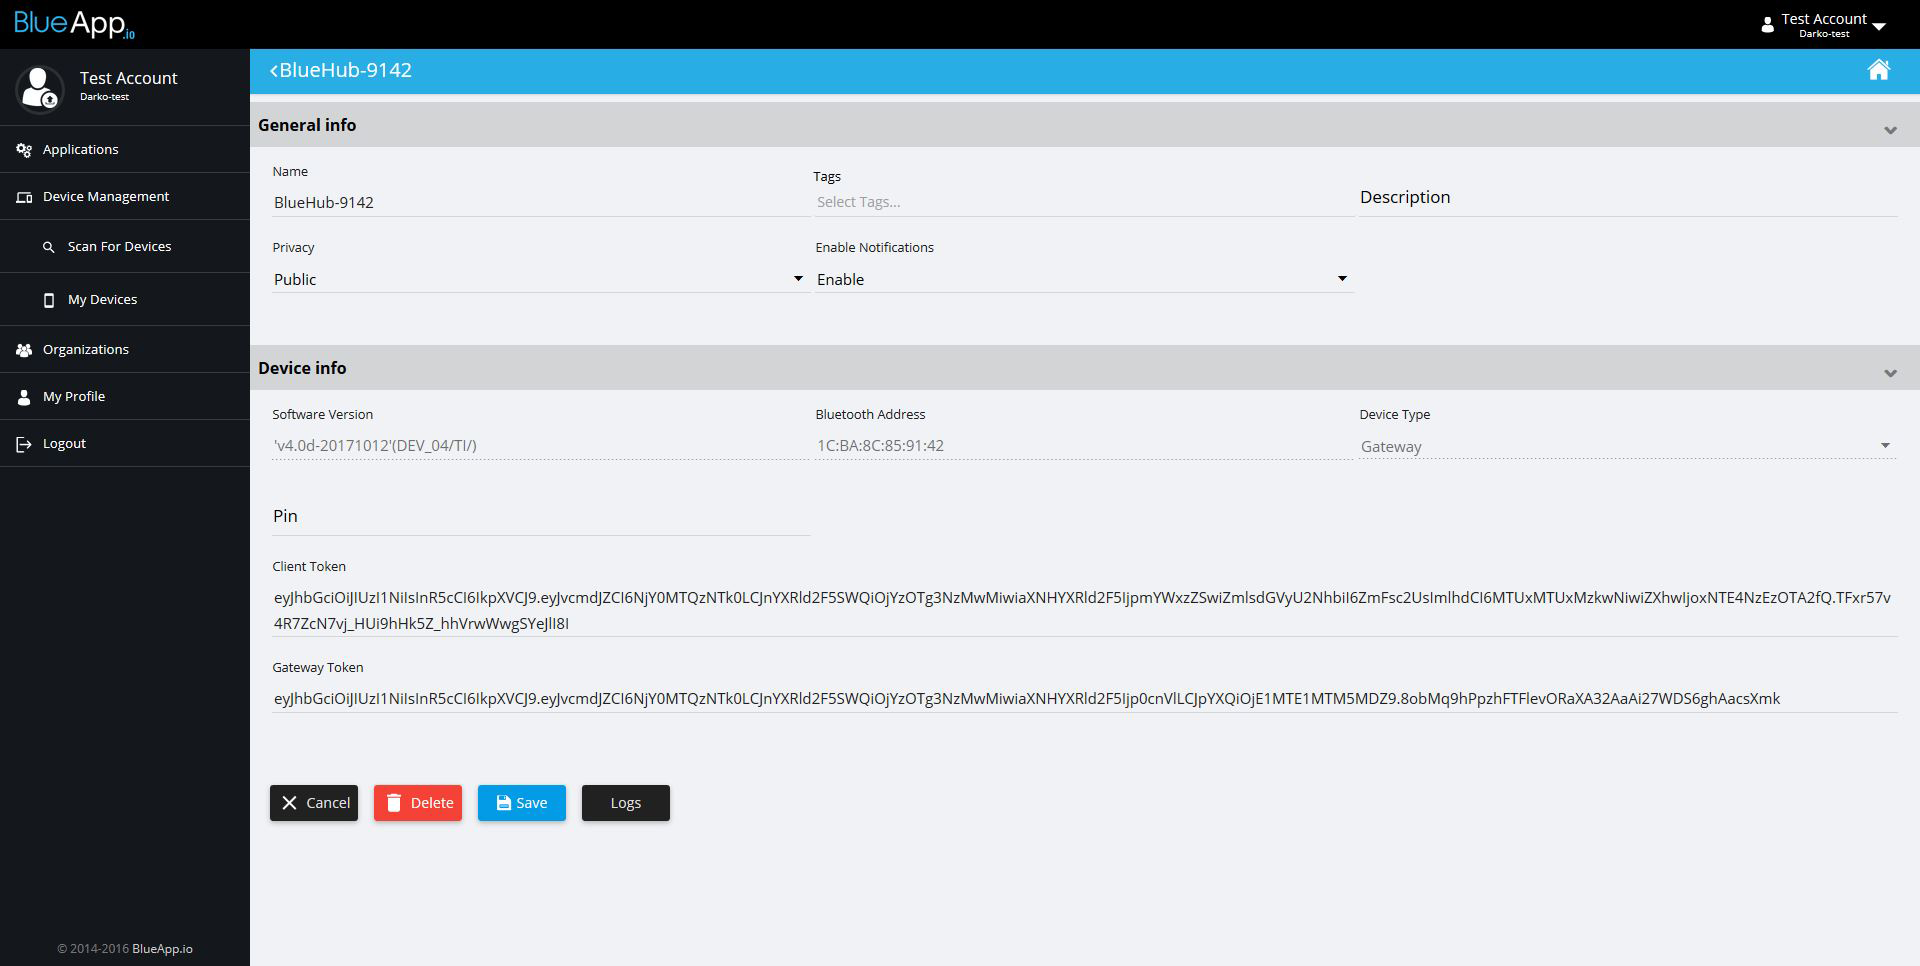 BlueApp.io
Test Account
Darko-test
Test Account
Darko-test
Applications
Device Management
Scan For Devices
My Devices
Organizations
My Profile
Logout
© 2014-2016 BlueApp.io
BlueHub-9142
General info
Name
BlueHub-9142
Tags
Select Tags...
Description
Privacy
Public
Enable Notifications
Enable
Device info
Software Version
'v4.0d-20171012'(DEV_04/TI/)
Bluetooth Address
1C:BA:8C:85:91:42
Device Type
Gateway
Pin
Client Token
eyJhbGciOiJIUzI1NiIsInR5cCI6IkpXVCJ9.eyJvcmdJZCI6NjY0MTQzNTk0LCJnYXRld2F5SWQiOjYzOTg3NzMwMiwiaXNHYXRld2F5IjpmYWxzZSwiZmlsdGVyU2NhbiI6ZmFsc2UsImlhdCI6MTUxMTUxMzkwNiwiZXhwIjoxNTE4NzEzOTA2fQ.TFxr57v
4R7ZcN7vj_HUi9hHk5Z_hhVrwWwgSYeJlI8I
Gateway Token
eyJhbGciOiJIUzI1NiIsInR5cCI6IkpXVCJ9.eyJvcmdJZCI6NjY0MTQzNTk0LCJnYXRld2F5SWQiOjYzOTg3NzMwMiwiaXNHYXRld2F5Ijp0cnVlLCJpYXQiOjE1MTE1MTM5MDZ9.8obMq9hPpzhFTFlevORaXA32AaAi27WDS6ghAacsXmk
Cancel
Delete
Save
Logs